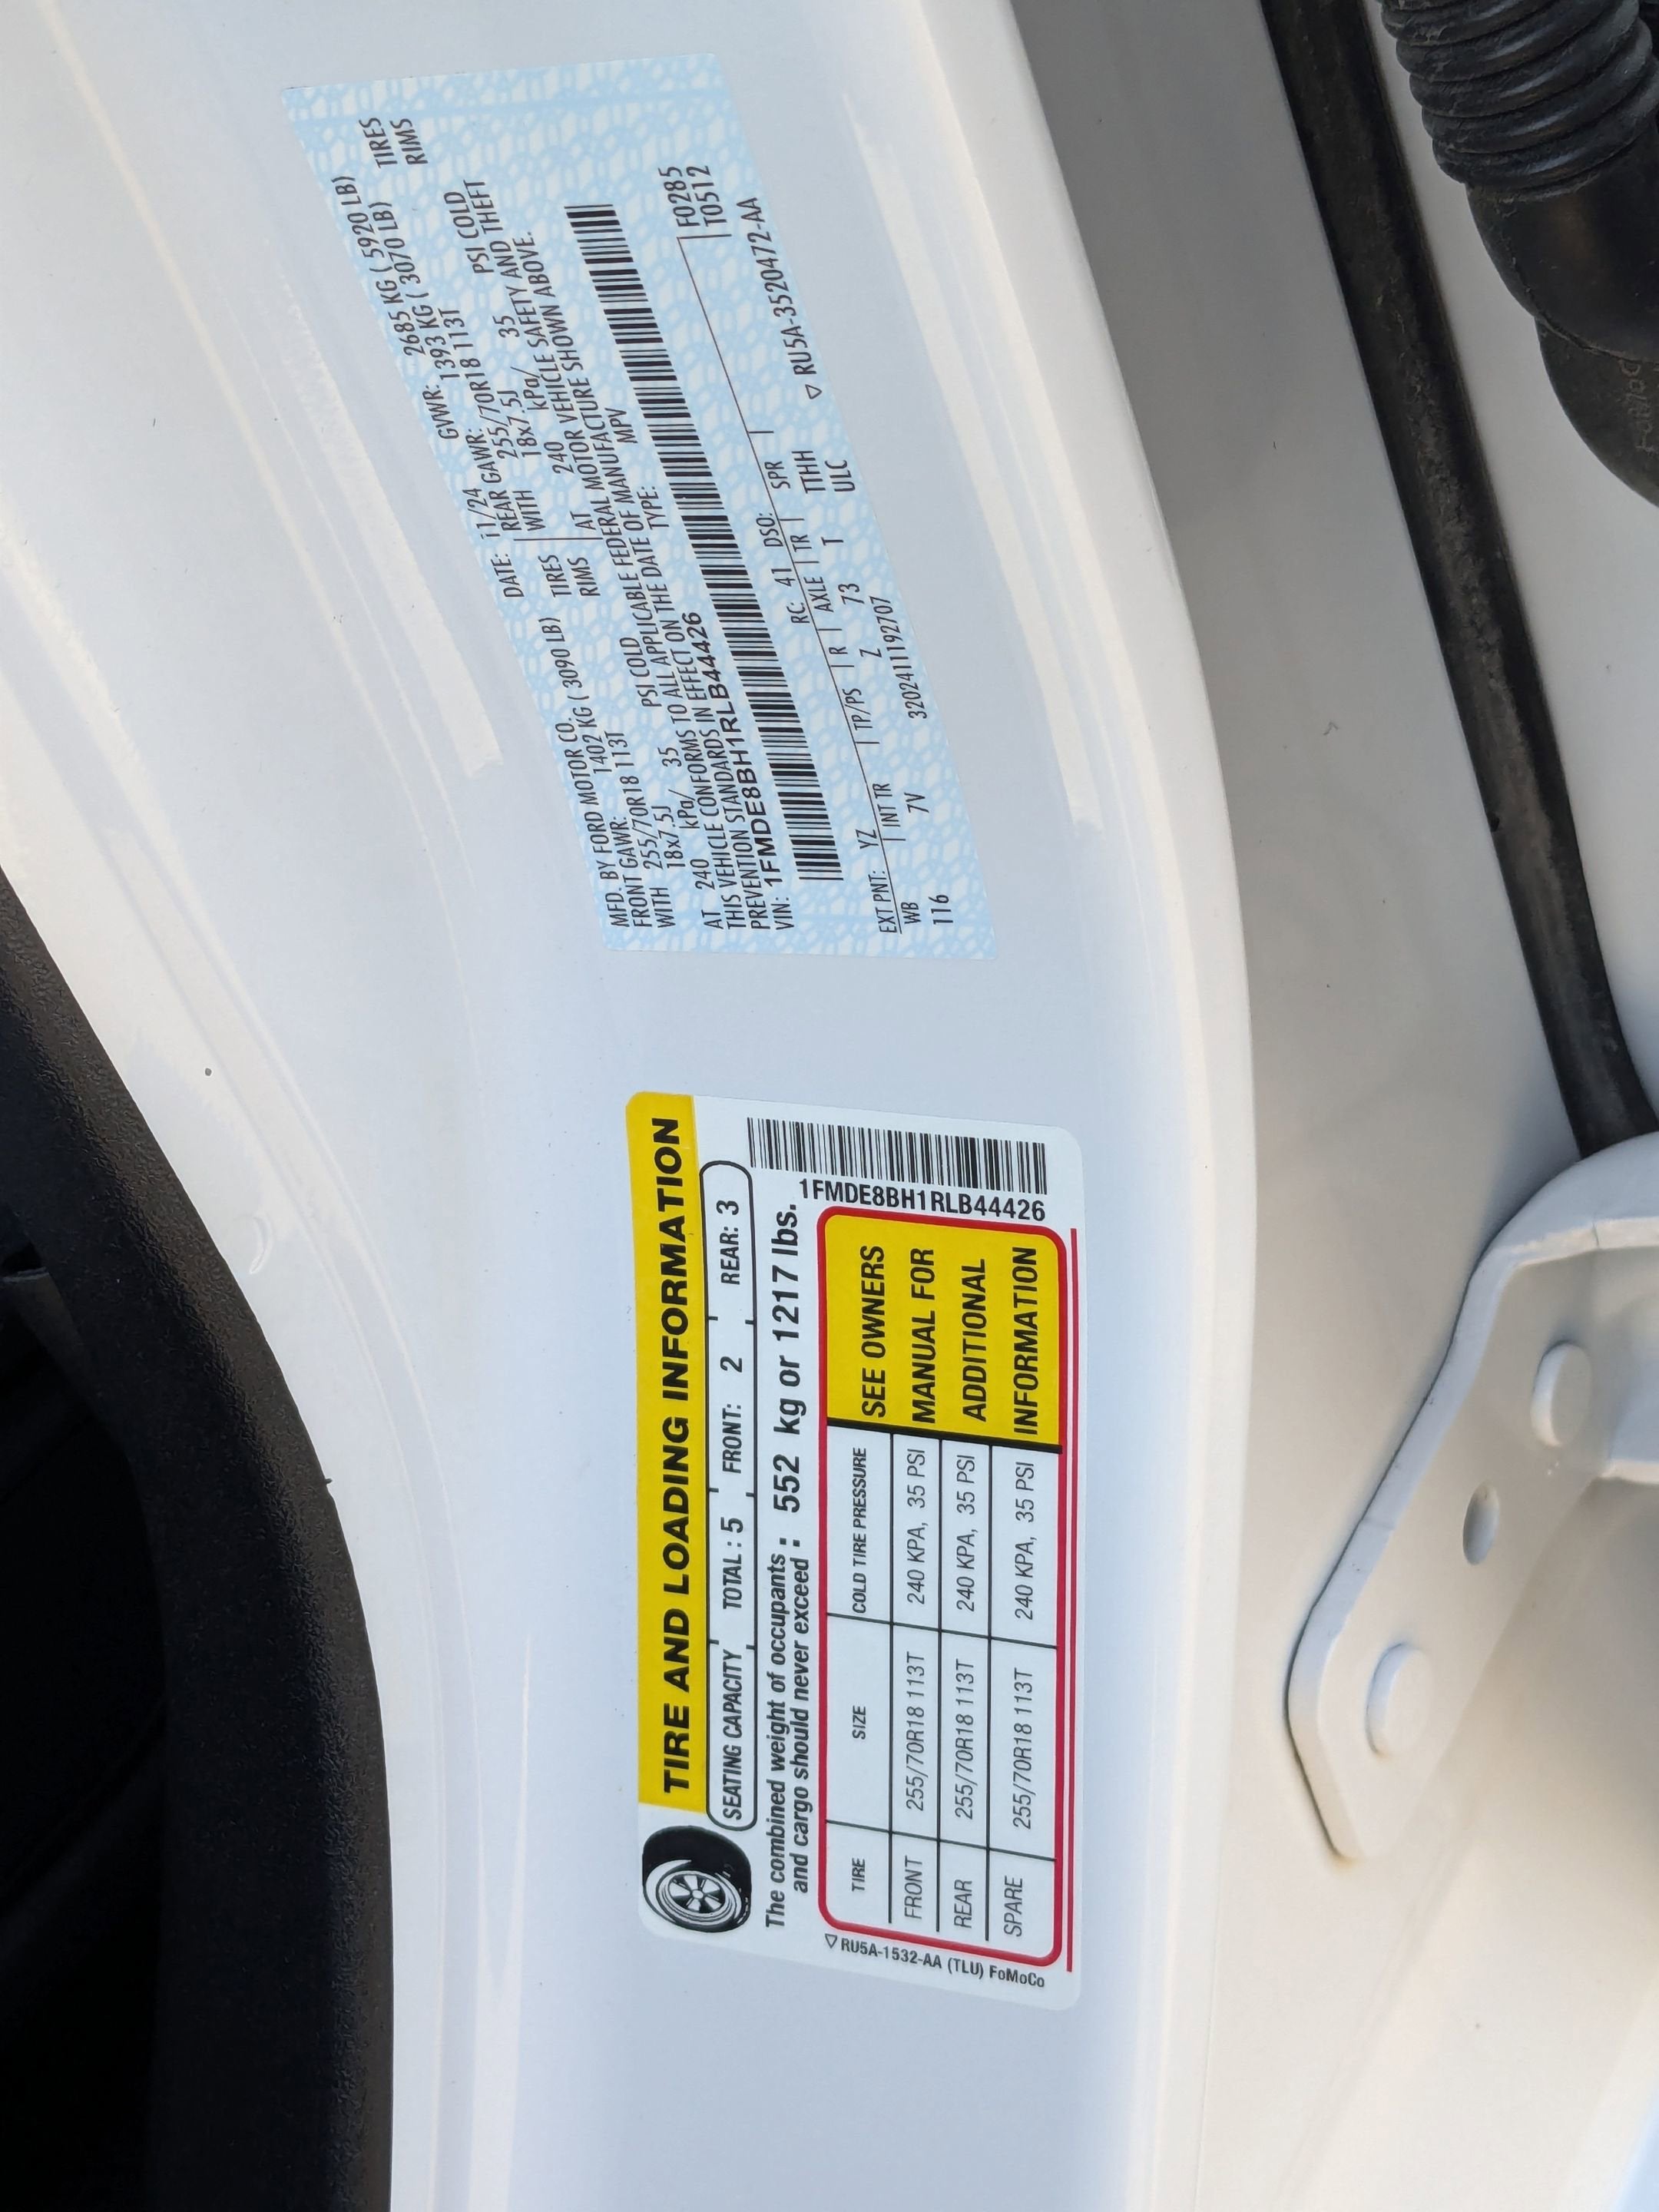 MFD. BY FORD MOTOR CO.
DATE: 11/24 GVWR: 2685 KG ( 5920 LB)
FRONT GAWR: 1402 KG ( 3090 LB) REAR GAWR: 1393 KG ( 3070 LB)
WITH 255/70R18 113T TIRES WITH 255/70R18 113T TIRES
18x7.5J RIMS 18x7.5J RIMS
AT 240 kPa/ 35 PSI COLD AT 240 kPa/ 35 PSI COLD
THIS VEHICLE CONFORMS TO ALL APPLICABLE FEDERAL MOTOR VEHICLE SAFETY AND THEFT
PREVENTION STANDARDS IN EFFECT ON THE DATE OF MANUFACTURE SHOWN ABOVE.
VIN: 1FMDE8BH1RLB44426 TYPE: MPV
F0285
T0512
EXT PNT: YZ RC: 41 DSO:
WB INT TR TP/PS R AXLE TR SPR
116 7V Z 73 T TTHH
320241192707 ULC
▽ RU5A-3520472-AA
TIRE AND LOADING INFORMATION
SEATING CAPACITY TOTAL : 5 FRONT: 2 REAR: 3
The combined weight of occupants : 552 kg or 1217 lbs.
and cargo should never exceed :
TIRE SIZE COLD TIRE PRESSURE
FRONT 255/70R18 113T 240 KPA, 35 PSI
REAR 255/70R18 113T 240 KPA, 35 PSI
SPARE 255/70R18 113T 240 KPA, 35 PSI
SEE OWNERS
MANUAL FOR
ADDITIONAL
INFORMATION
1FMDE8BH1RLB44426
▽ RU5A-1532-AA (TLU) FoMoCo